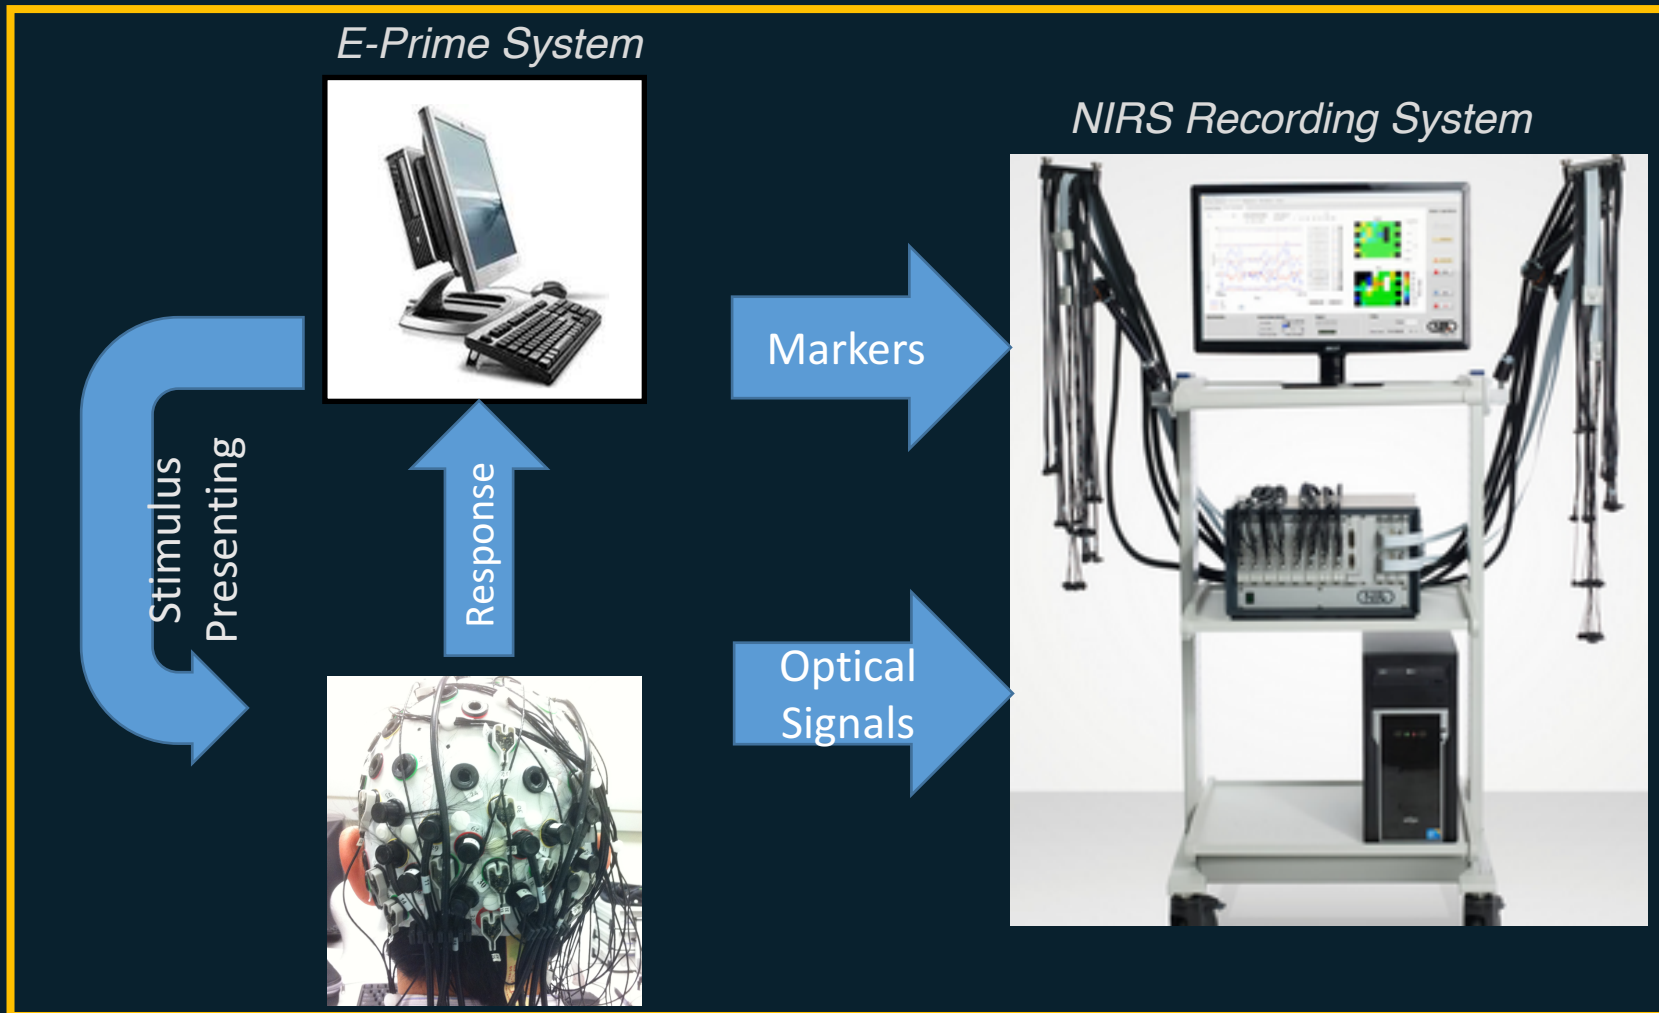 E-Prime System
NIRS Recording System
Markers
Stimulus
Presenting
Response
Optical
Signals